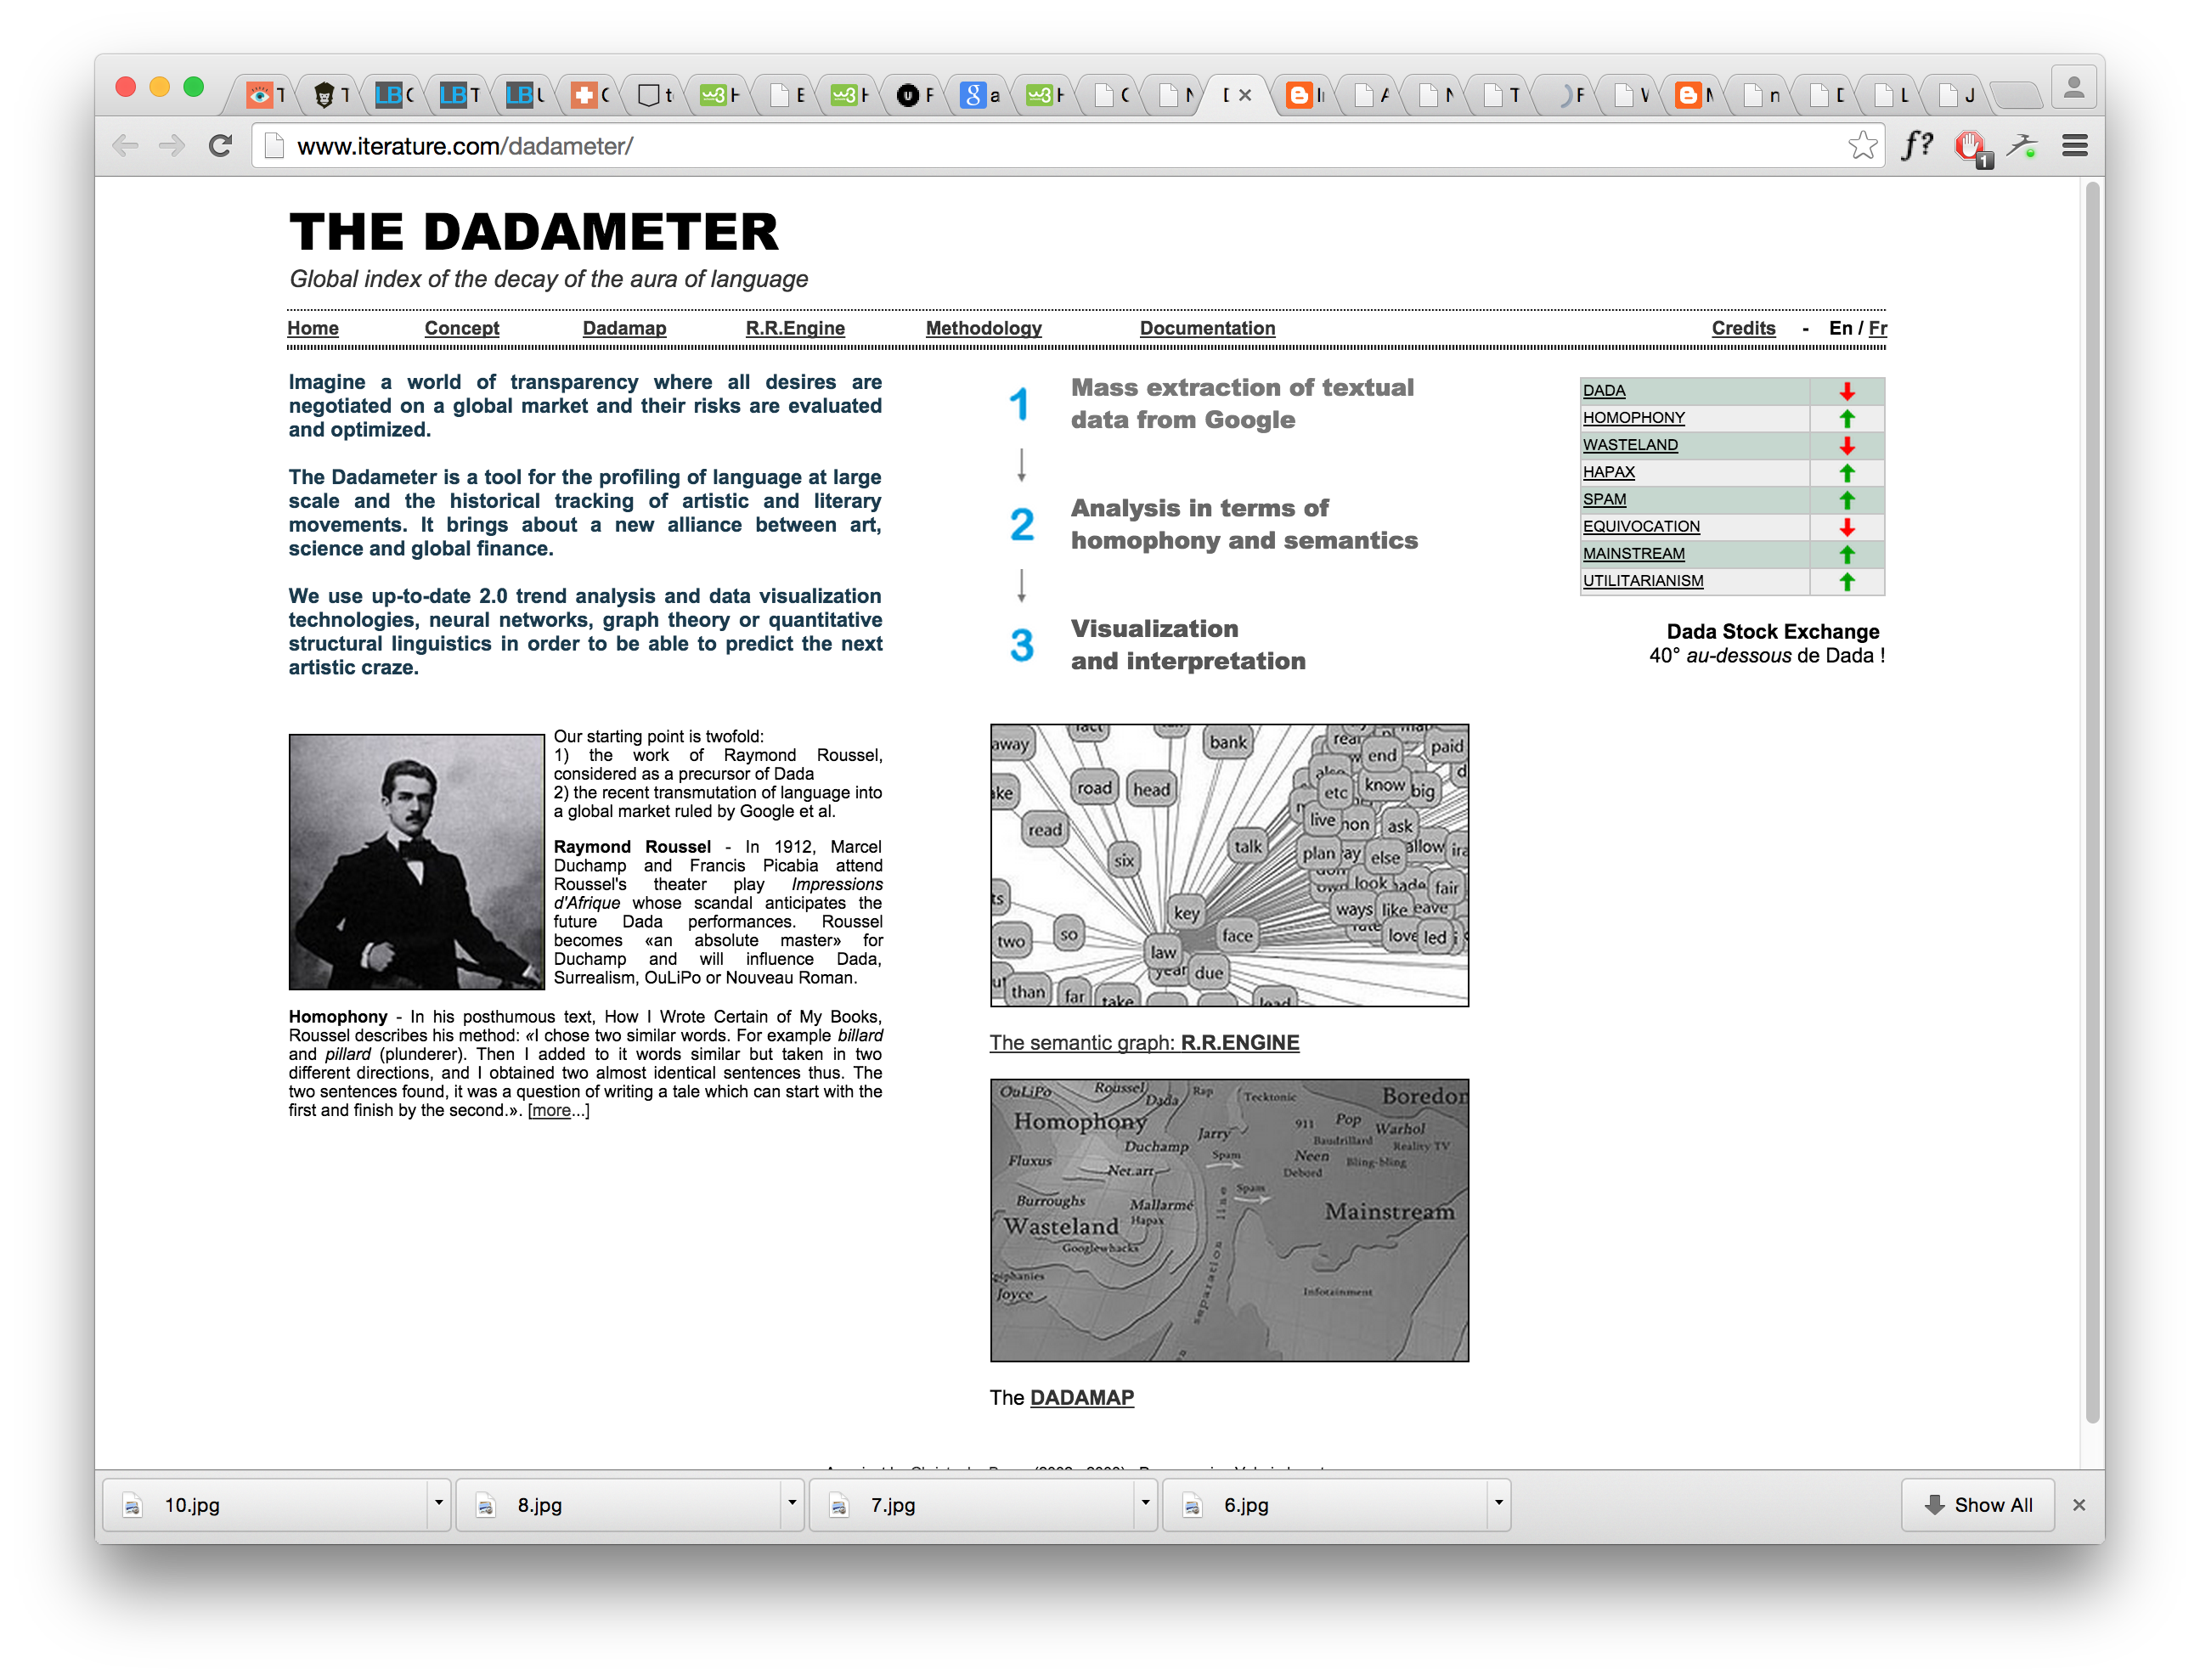 www.iterature.com/dadameter/
f?
1
THE DADAMETER
Global index of the decay of the aura of language
Home Concept Dadamap R.R.Engine Methodology Documentation Credits - En / Fr
Imagine a world of transparency where all desires are
negotiated on a global market and their risks are evaluated
and optimized.
The Dadameter is a tool for the profiling of language at large
scale and the historical tracking of artistic and literary
movements. It brings about a new alliance between art,
science and global finance.
We use up-to-date 2.0 trend analysis and data visualization
technologies, neural networks, graph theory or quantitative
structural linguistics in order to be able to predict the next
artistic craze.
Our starting point is twofold:
1) the work of Raymond Roussel,
considered as a precursor of Dada
2) the recent transmutation of language into
a global market ruled by Google et al.
Raymond Roussel - In 1912, Marcel
Duchamp and Francis Picabia attend
Roussel's theater play Impressions
d'Afrique whose scandal anticipates the
future Dada performances. Roussel
becomes «an absolute master» for
Duchamp and will influence Dada,
Surrealism, OuLiPo or Nouveau Roman.
Homophony - In his posthumous text, How I Wrote Certain of My Books,
Roussel describes his method: «I chose two similar words. For example billard
and pillard (plunderer). Then I added to it words similar but taken in two
different directions, and I obtained two almost identical sentences thus. The
two sentences found, it was a question of writing a tale which can start with the
first and finish by the second.». [more...]
1 Mass extraction of textual
data from Google
2 Analysis in terms of
homophony and semantics
3 Visualization
and interpretation
away bank end paid
road head etc know big
read live ask
six talk plan else
look fair
key ways like
two so face love led
law
year due
than far take
The semantic graph: R.R.ENGINE
OuLiPo Roussel Dada Rap Tecktonic Boredom
Homophony Jarry 911 Pop Warhol
Duchamp Baudrillard Reality TV
Fluxus Net.art Spam Neen Debord Bling-bling
Burroughs Mallarmé Spam
Wasteland Hapax Mainstream
Googlewhacks
separation line
Joyce Infotainment
The DADAMAP
DADA
HOMOPHONY
WASTELAND
HAPAX
SPAM
EQUIVOCATION
MAINSTREAM
UTILITARIANISM
Dada Stock Exchange
40° au-dessous de Dada !
10.jpg 8.jpg 7.jpg 6.jpg Show All